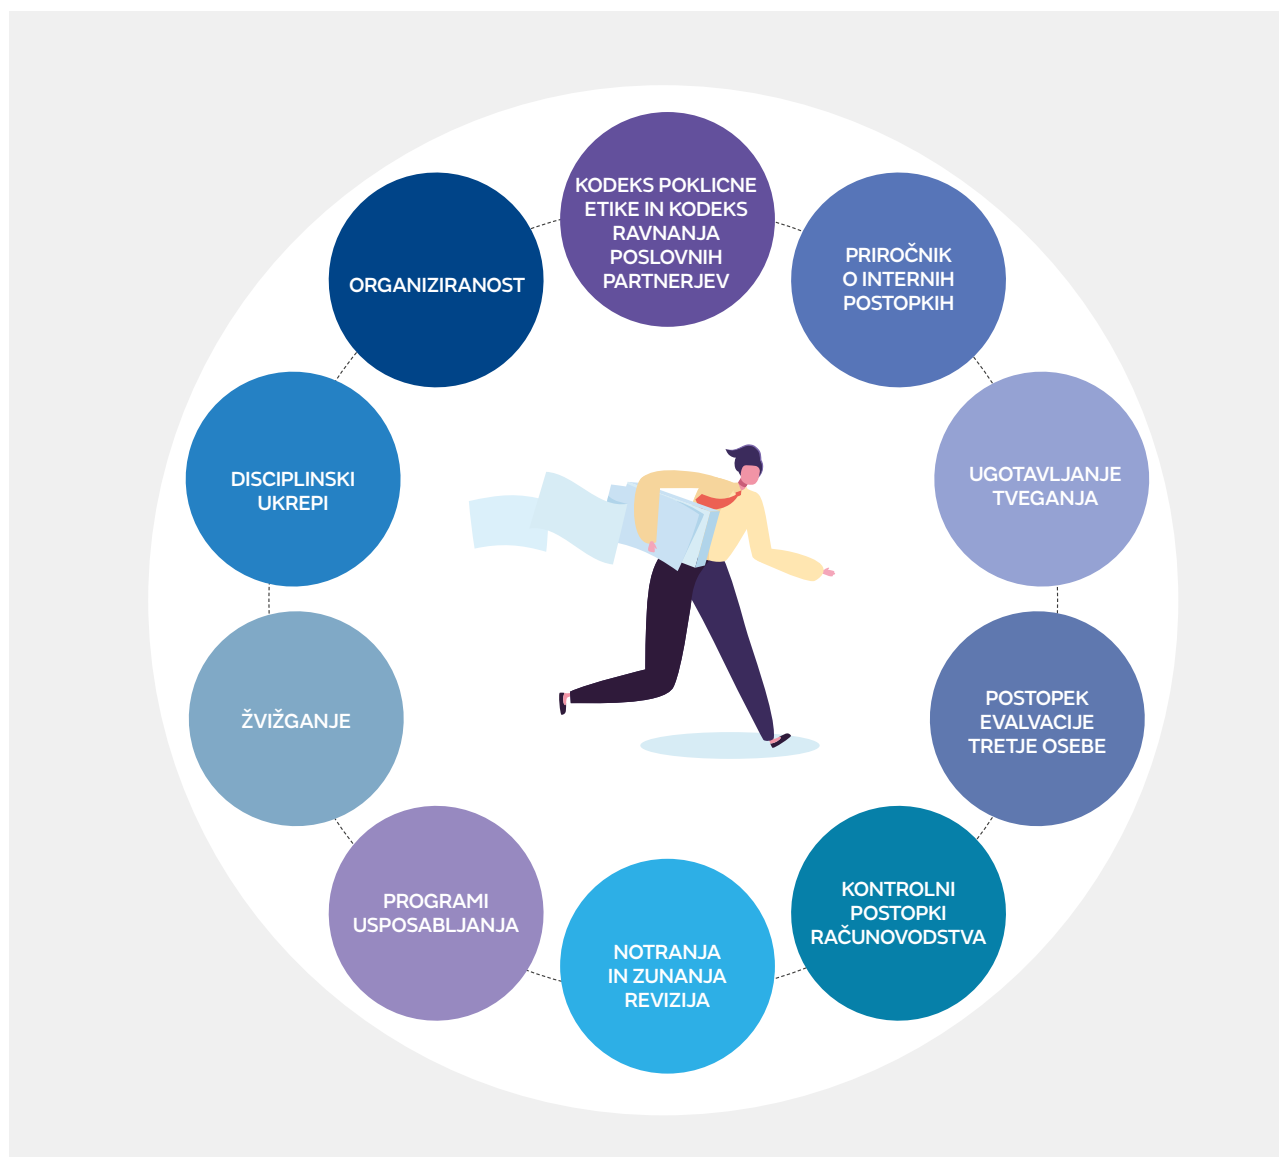 KODEKS POKLICNE
ETIKE IN KODEKS
RAVNANJA
POSLOVNIH
PARTNERJEV
PRIROČNIK
O INTERNIH
POSTOPKIH
UGOTAVLJANJE
TVEGANJA
POSTOPEK
EVALVACIJE
TRETJE OSEBE
KONTROLNI
POSTOPKI
RAČUNOVODSTVA
NOTRANJA
IN ZUNANJA
REVIZIJA
PROGRAMI
USPOSABLJANJA
ŽVIŽGANJE
DISCIPLINSKI
UKREPI
ORGANIZIRANOST